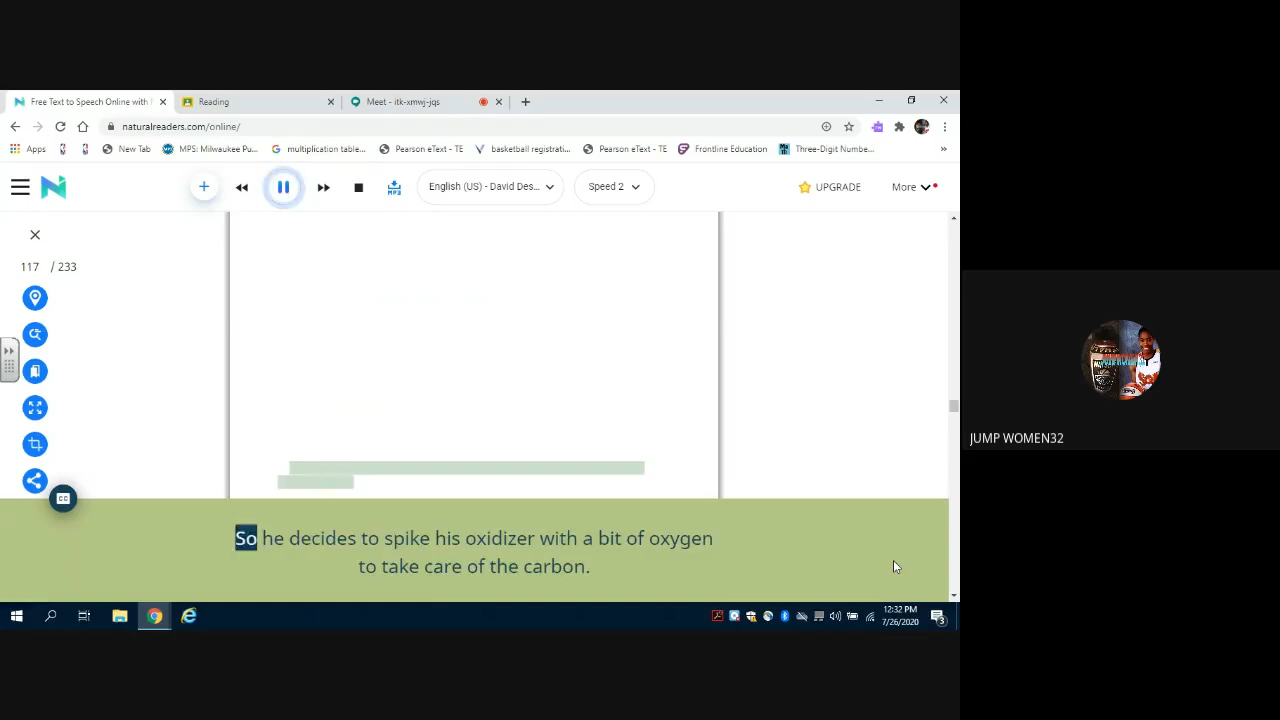 Free Text to Speech Online with
Reading
Meet - itk-xmwj-jqs
naturalreaders.com/online/
Apps
New Tab
MPS: Milwaukee Pu...
multiplication table...
Pearson eText - TE
basketball registrati...
Pearson eText - TE
Frontline Education
Three-Digit Numbe...
MP3
English (US) - David Des...
Speed 2
UPGRADE
More
117 / 233
CC
So he decides to spike his oxidizer with a bit of oxygen
to take care of the carbon.
JUMP WOMEN32
12:32 PM
7/26/2020
3